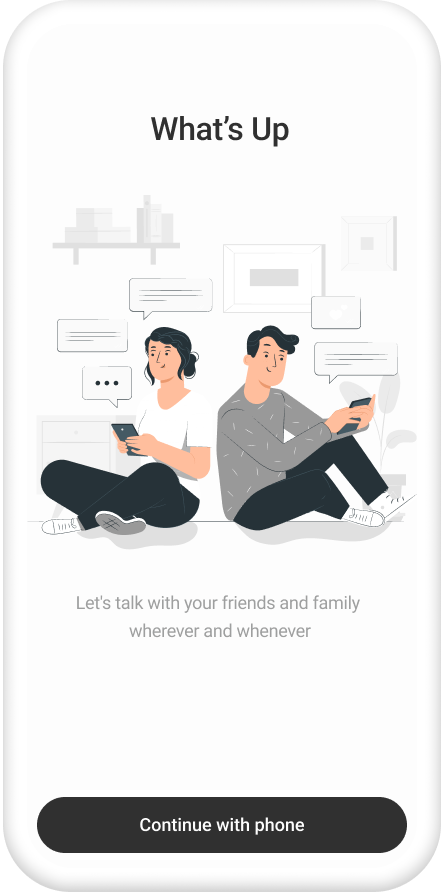 What’s Up
Let's talk with your friends and family
wherever and whenever
Continue with phone